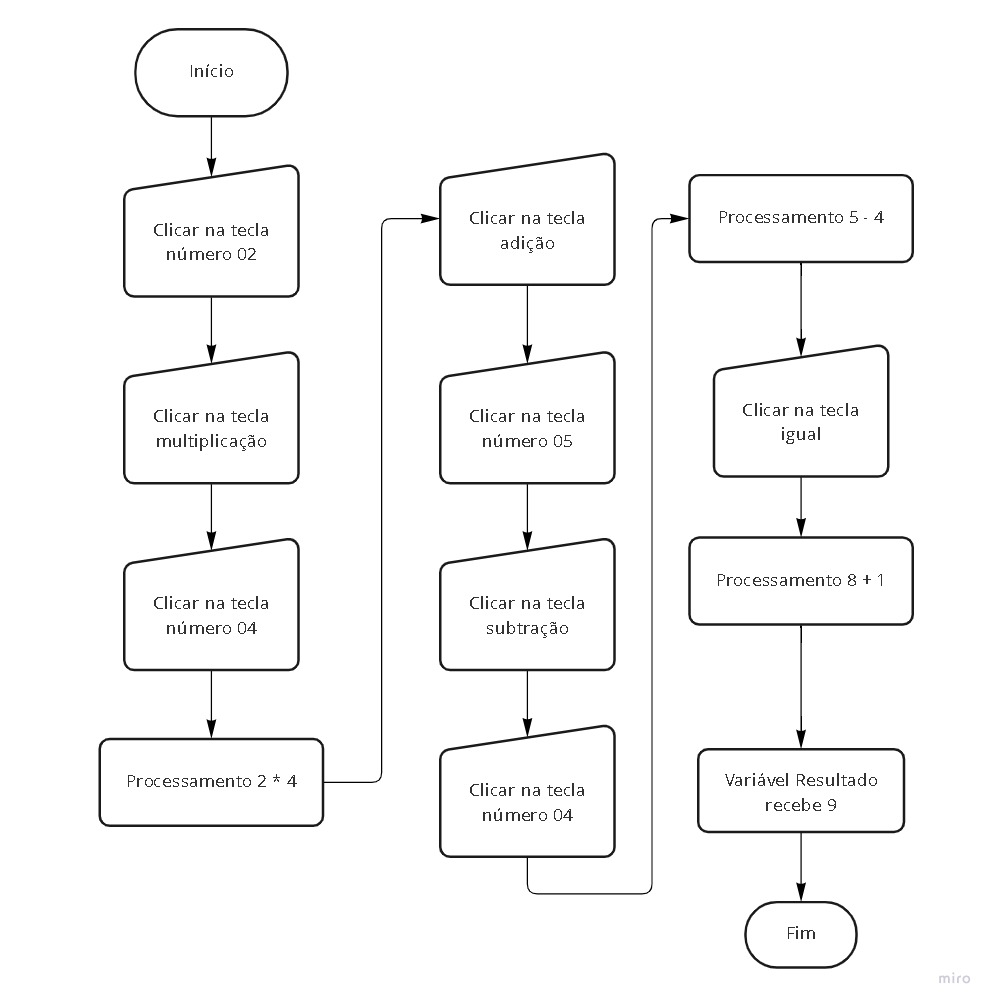 Início
Clicar na tecla
número 02
Clicar na tecla
multiplicação
Clicar na tecla
número 04
Processamento 2 * 4
Clicar na tecla
adição
Clicar na tecla
número 05
Clicar na tecla
subtração
Clicar na tecla
número 04
Processamento 5 - 4
Clicar na tecla
igual
Processamento 8 + 1
Variável Resultado
recebe 9
Fim
miro